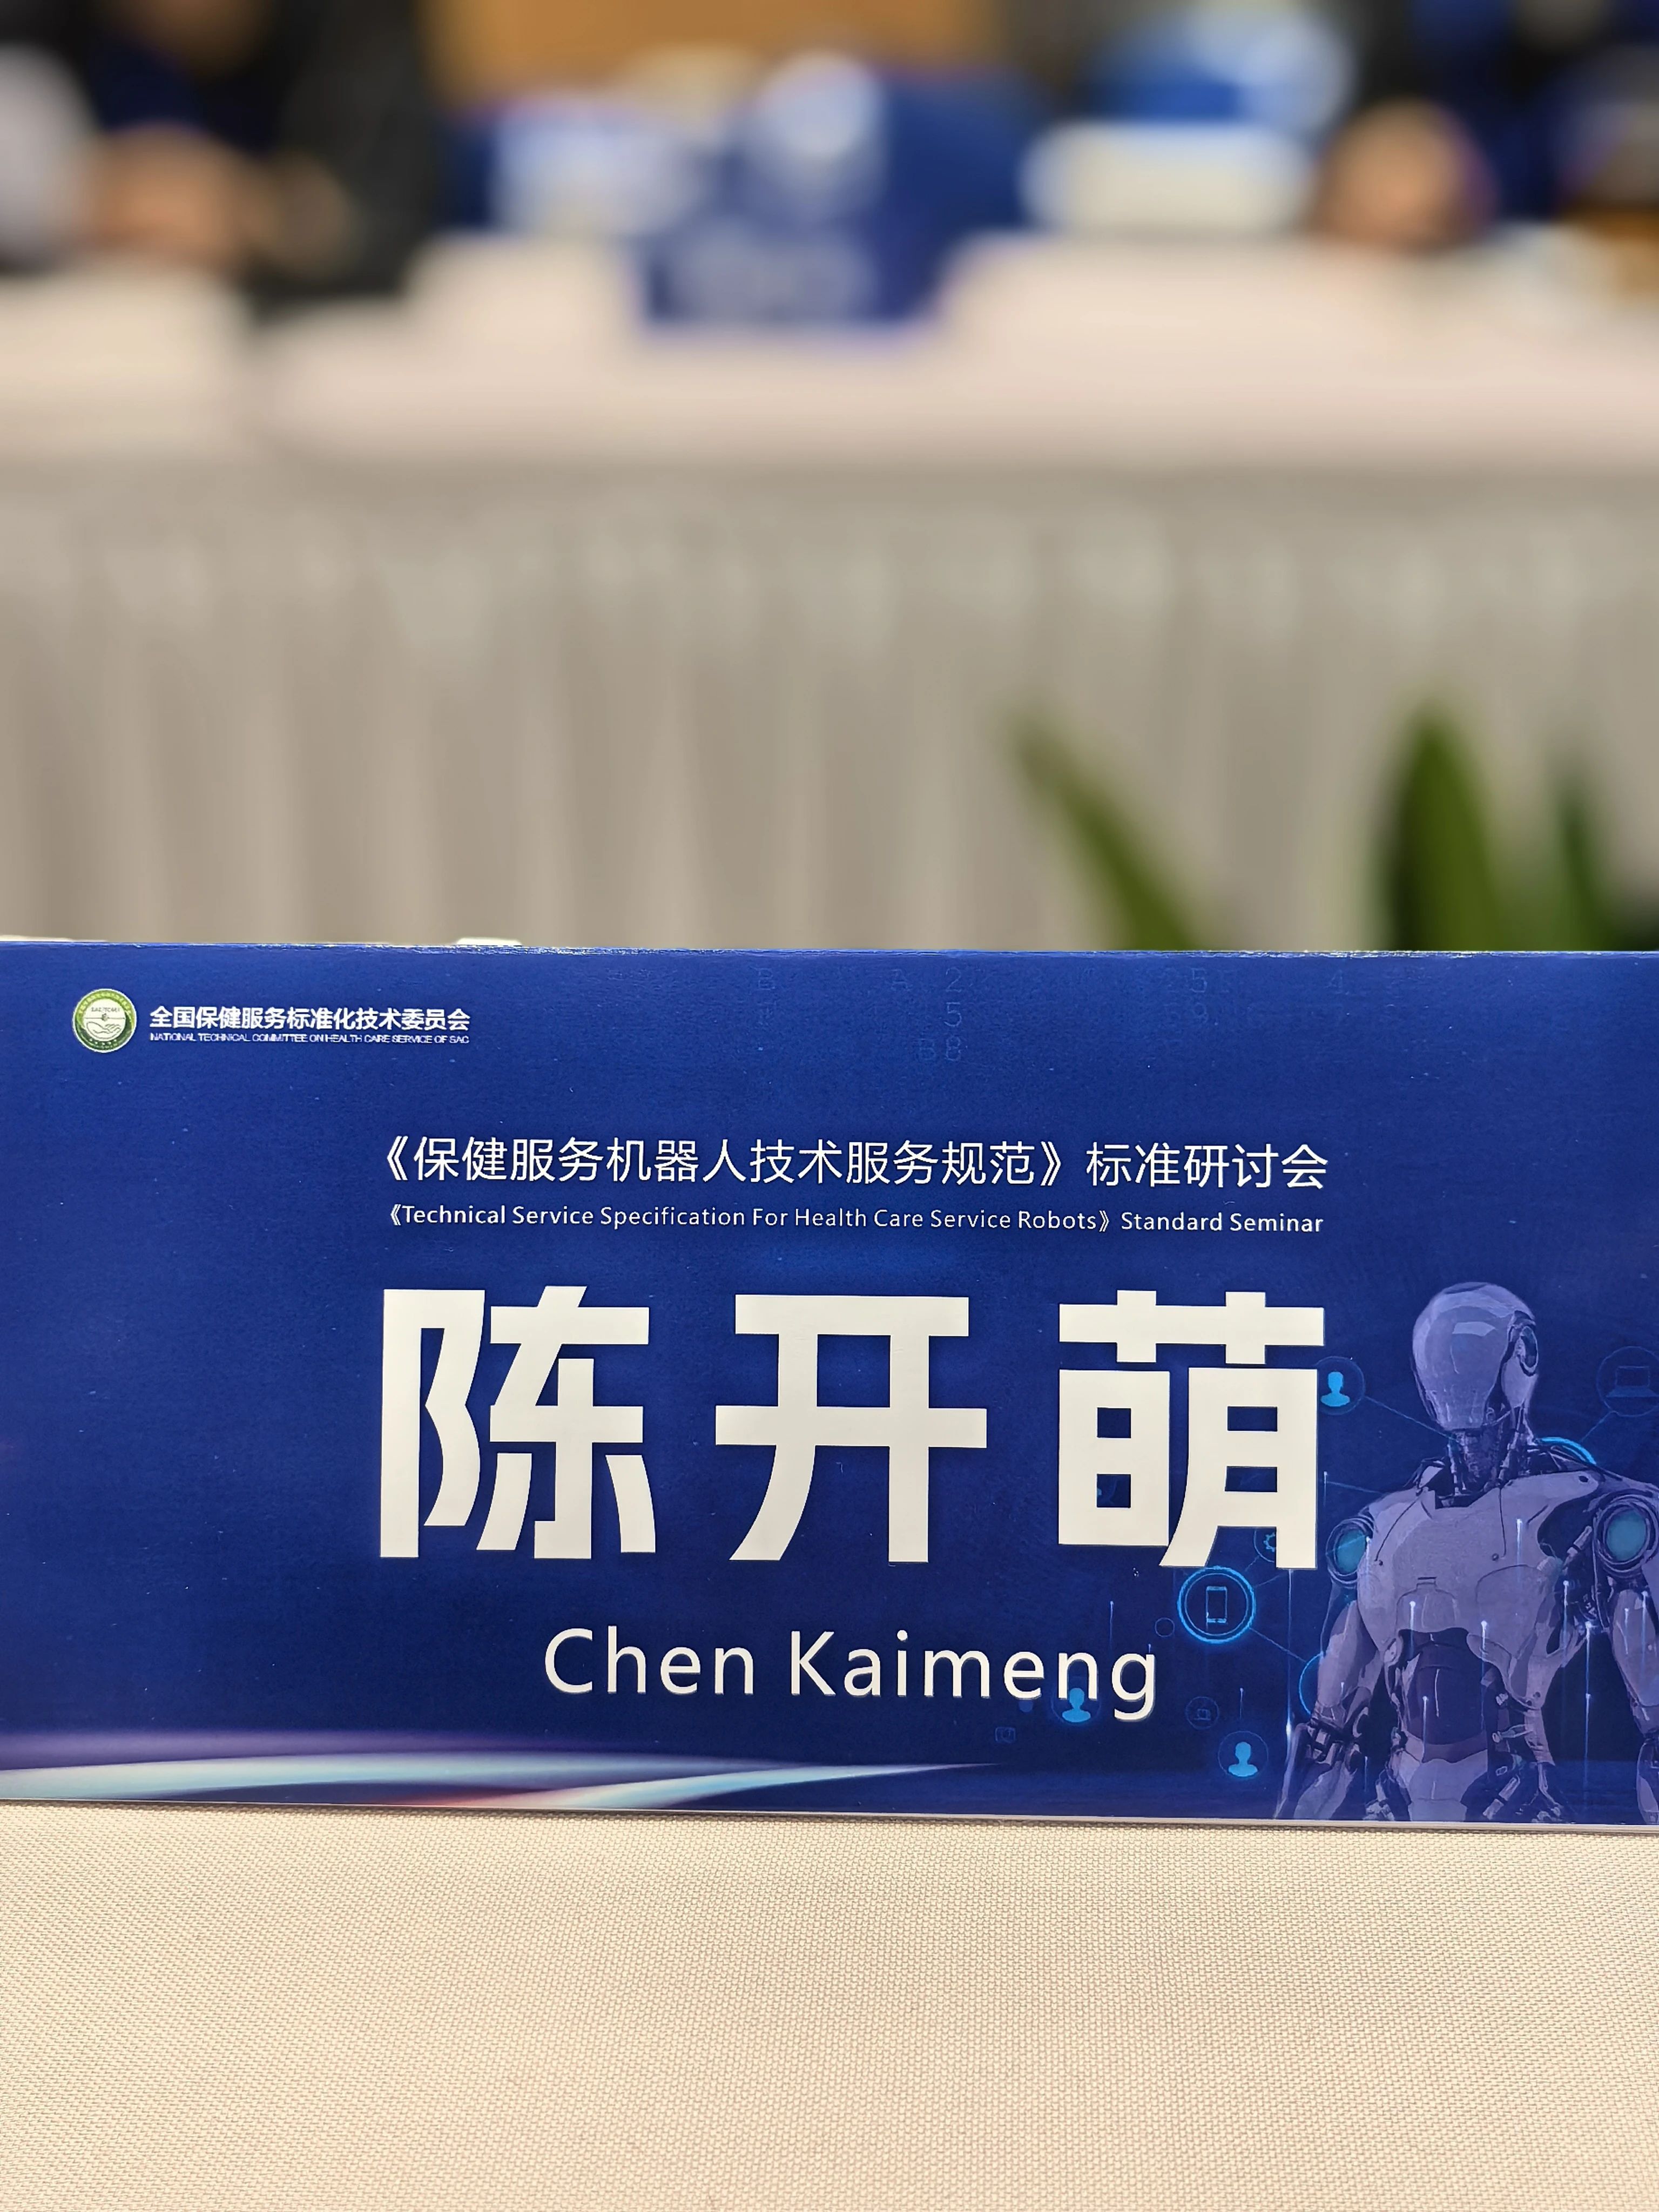 全国保健服务标准化技术委员会
NATIONAL TECHNICAL COMMITTEE ON HEALTH CARE SERVICE OF SAC
《保健服务机器人技术服务规范》标准研讨会
《Technical Service Specification For Health Care Service Robots》Standard Seminar
陈开萌
Chen Kaimeng